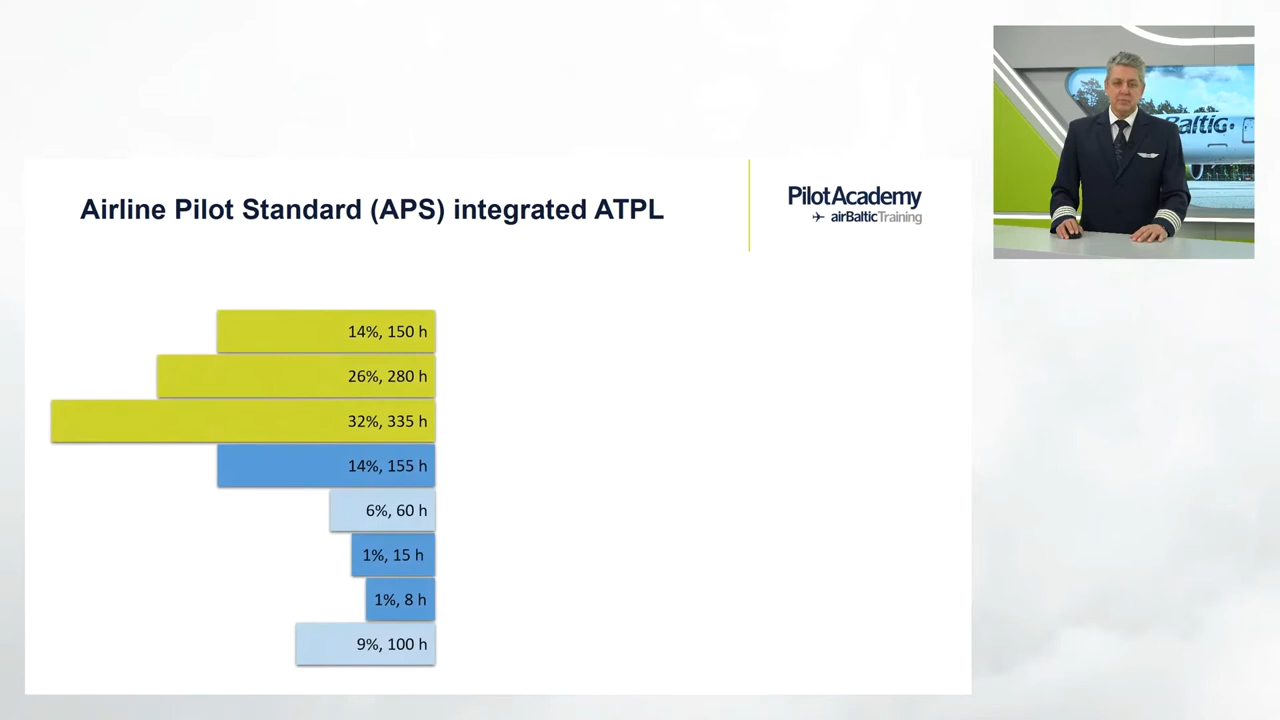 Airline Pilot Standard (APS) integrated ATPL
PilotAcademy
airBalticTraining
Baltic
14%, 150 h
26%, 280 h
32%, 335 h
14%, 155 h
6%, 60 h
1%, 15 h
1%, 8 h
9%, 100 h